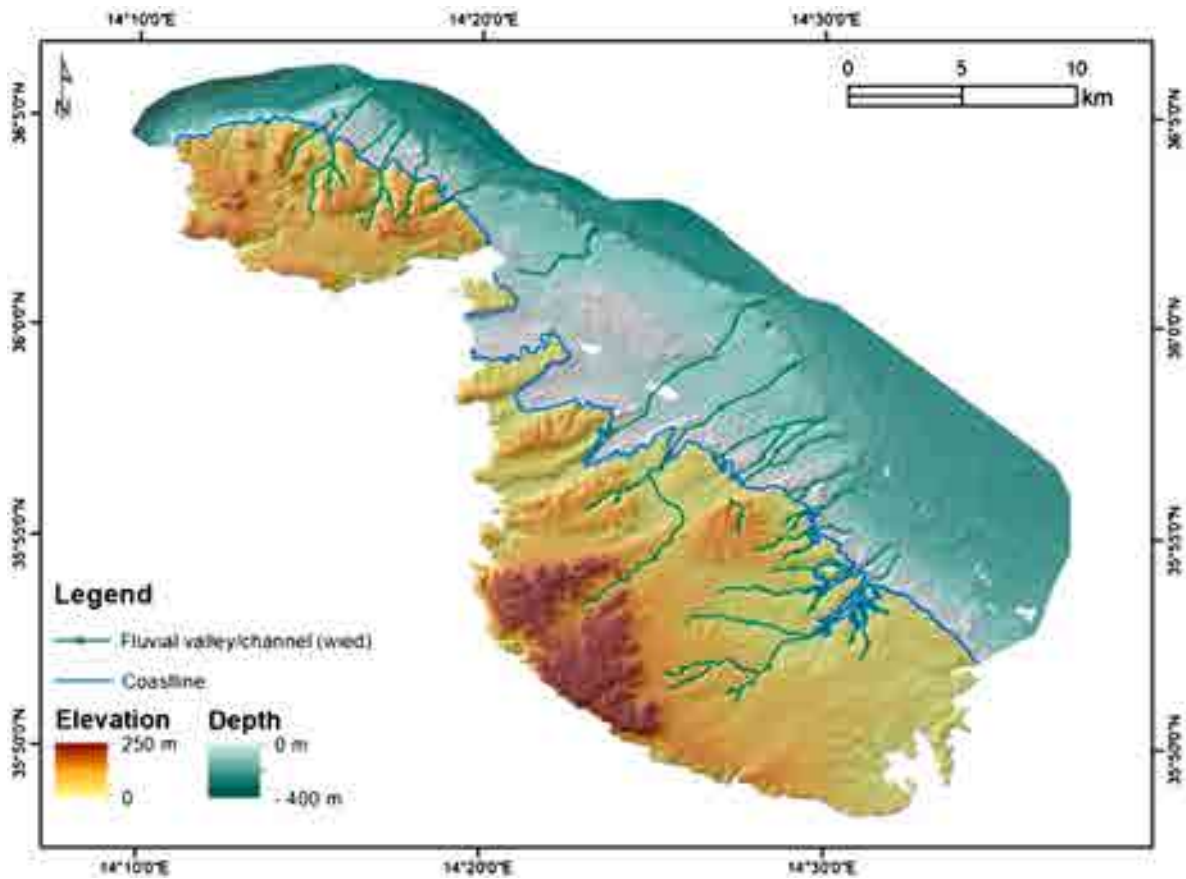 14°10'0"E 14°20'0"E 14°30'0"E
0 5 10
km
N
36°5'0"N 36°5'0"N
36°0'0"N 36°0'0"N
35°55'0"N 35°55'0"N
35°50'0"N 35°50'0"N
Legend
Fluvial valley/channel (wied)
Coastline
Elevation Depth
250 m 0 m
0 - 400 m
14°10'0"E 14°20'0"E 14°30'0"E